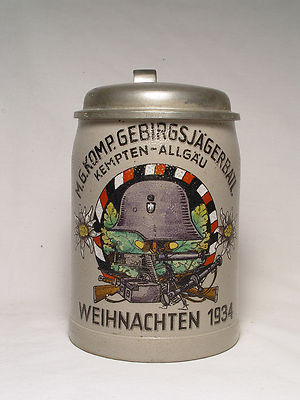 M.G.KOMP.GEBIRGSJÄGERBATL.
KEMPTEN-ALLGÄU
WEIHNACHTEN 1934